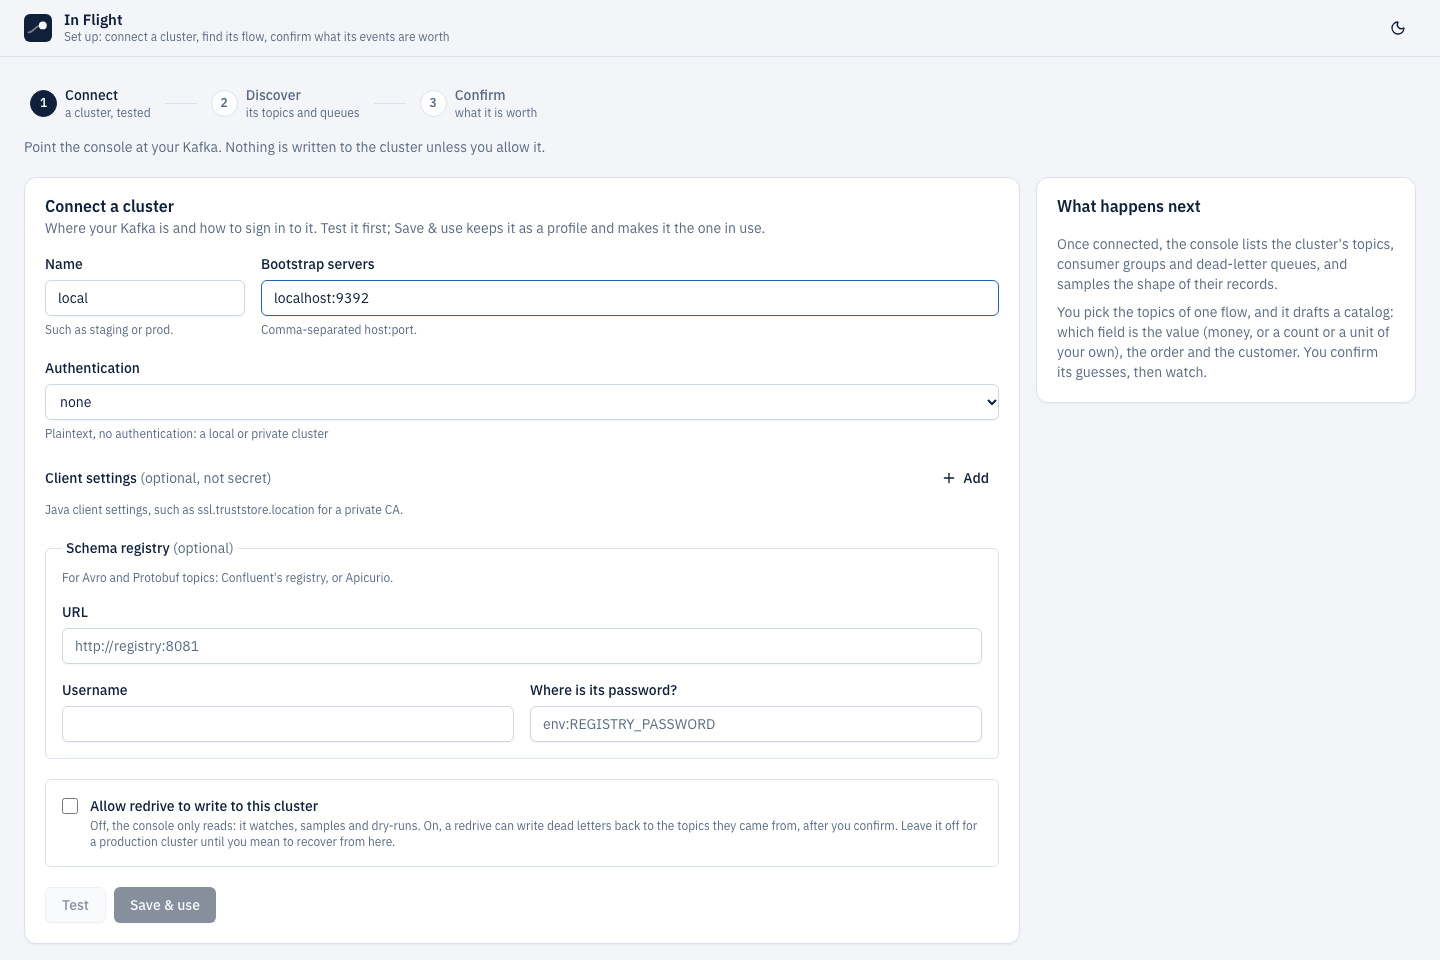 In Flight
Set up: connect a cluster, find its flow, confirm what its events are worth
1 Connect
a cluster, tested
2 Discover
its topics and queues
3 Confirm
what it is worth
Point the console at your Kafka. Nothing is written to the cluster unless you allow it.
Connect a cluster
Where your Kafka is and how to sign in to it. Test it first; Save & use keeps it as a profile and makes it the one in use.
Name
local
Such as staging or prod.
Bootstrap servers
localhost:9392
Comma-separated host:port.
Authentication
none
Plaintext, no authentication: a local or private cluster
Client settings (optional, not secret)
+ Add
Java client settings, such as ssl.truststore.location for a private CA.
Schema registry (optional)
For Avro and Protobuf topics: Confluent's registry, or Apicurio.
URL
http://registry:8081
Username
Where is its password?
env:REGISTRY_PASSWORD
Allow redrive to write to this cluster
Off, the console only reads: it watches, samples and dry-runs. On, a redrive can write dead letters back to the topics they came from, after you confirm. Leave it off for
a production cluster until you mean to recover from here.
Test
Save & use
What happens next
Once connected, the console lists the cluster's topics,
consumer groups and dead-letter queues, and
samples the shape of their records.
You pick the topics of one flow, and it drafts a catalog:
which field is the value (money, or a count or a unit of
your own), the order and the customer. You confirm
its guesses, then watch.